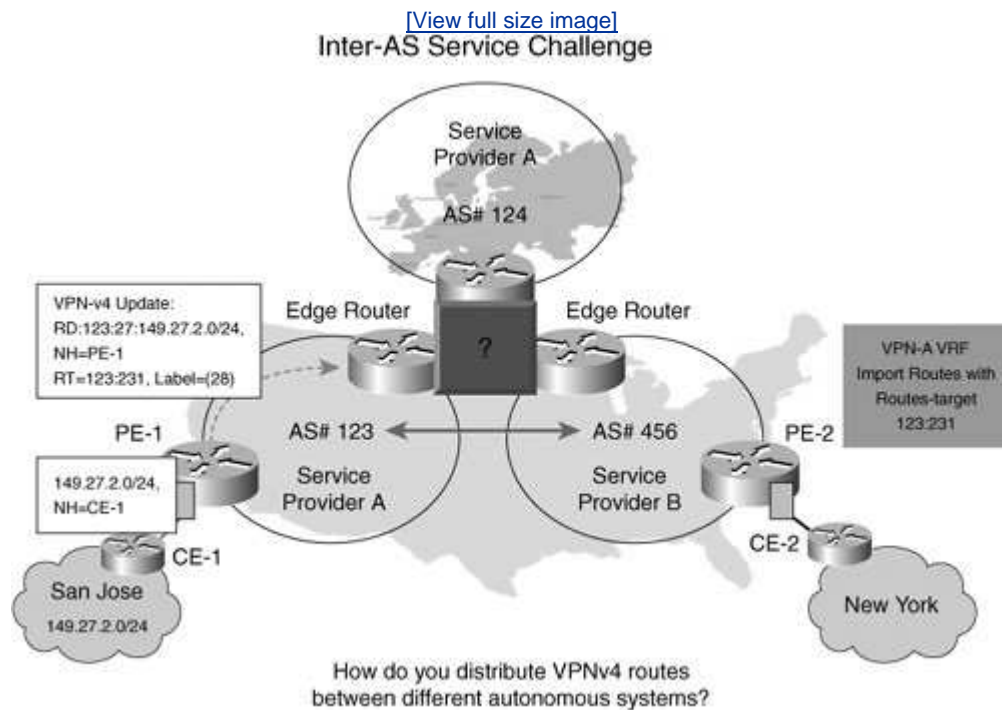 [View full size image]
Inter-AS Service Challenge
Service
Provider A
AS# 124
Edge Router
Edge Router
?
VPN-v4 Update:
RD:123:27:149.27.2.0/24,
NH=PE-1
RT=123:231, Label=(28)
VPN-A VRF
Import Routes with
Routes-target
123:231
PE-1
AS# 123
AS# 456
PE-2
149.27.2.0/24,
NH=CE-1
Service
Provider A
Service
Provider B
CE-1
CE-2
San Jose
149.27.2.0/24
New York
How do you distribute VPNv4 routes
between different autonomous systems?